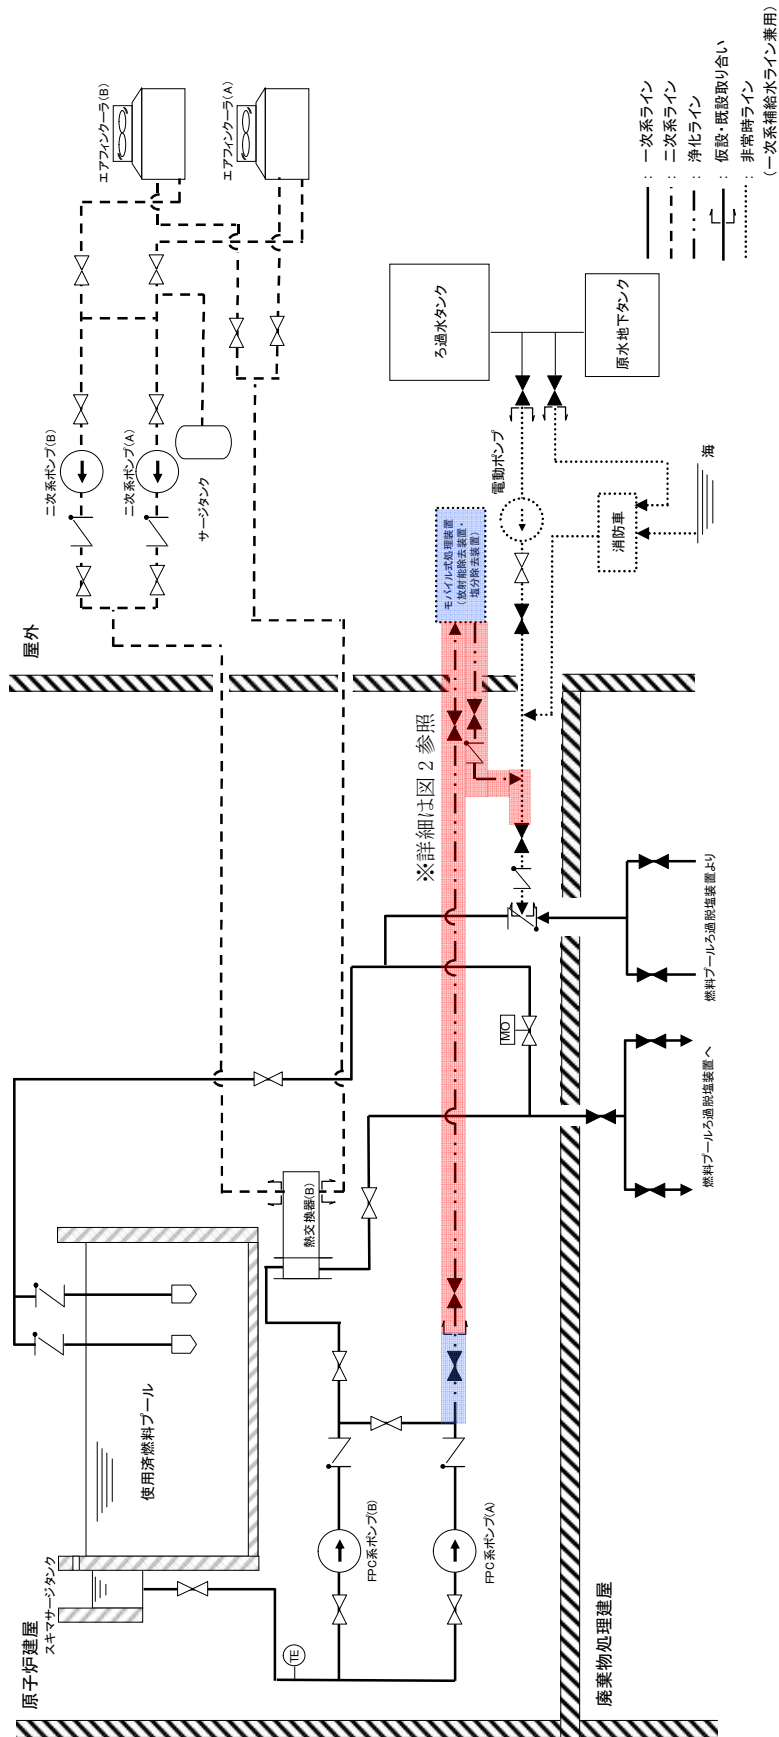 原子炉建屋
スキマサージタンク
使用済燃料プール
TE
FPC系ポンプ(B)
FPC系ポンプ(A)
熱交換器(B)
MO
※詳細は図2参照
屋外
二次系ポンプ(B)
二次系ポンプ(A)
サージタンク
エアフィンクーラ(B)
エアフィンクーラ(A)
モバイル式処理装置
(放射能除去装置・
塩分除去装置)
電動ポンプ
ろ過水タンク
原水地下タンク
消防車
海
廃棄物処理建屋
燃料プールろ過脱塩装置へ
燃料プールろ過脱塩装置より
: 一次系ライン
: 二次系ライン
: 浄化ライン
: 仮設・既設取り合い
: 非常時ライン
(一次系補給水ライン兼用)